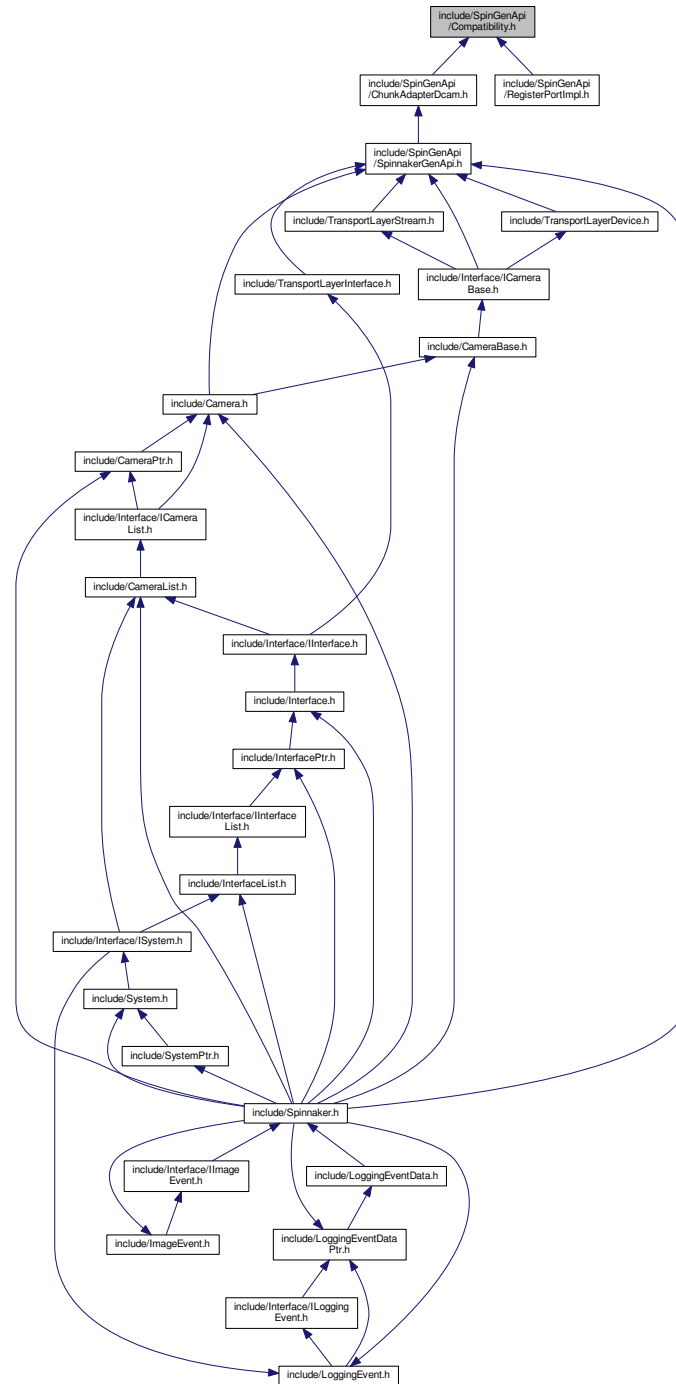 include/SpinGenApi
/Compatibility.h
include/SpinGenApi
/ChunkAdapterDcam.h
include/SpinGenApi
/RegisterPortImpl.h
include/SpinGenApi
/SpinnakerGenApi.h
include/TransportLayerStream.h
include/TransportLayerDevice.h
include/TransportLayerInterface.h
include/Interface/ICamera
Base.h
include/CameraBase.h
include/Camera.h
include/CameraPtr.h
include/Interface/ICamera
List.h
include/CameraList.h
include/Interface/IInterface.h
include/Interface.h
include/InterfacePtr.h
include/Interface/IInterface
List.h
include/InterfaceList.h
include/Interface/ISystem.h
include/System.h
include/SystemPtr.h
include/Spinnaker.h
include/Interface/IImage
Event.h
include/LoggingEventData.h
include/ImageEvent.h
include/LoggingEventData
Ptr.h
include/Interface/ILogging
Event.h
include/LoggingEvent.h